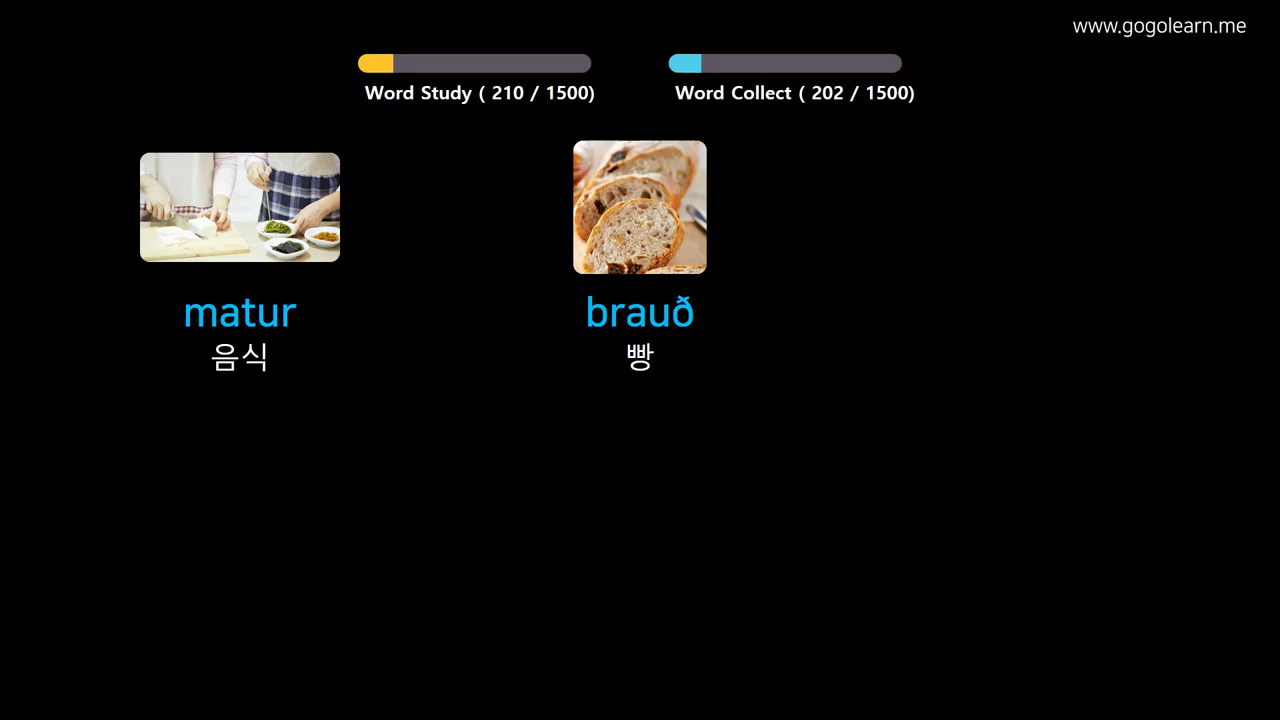 www.gogolearn.me
Word Study ( 210 / 1500)
Word Collect ( 202 / 1500)
matur
음식
brauð
빵